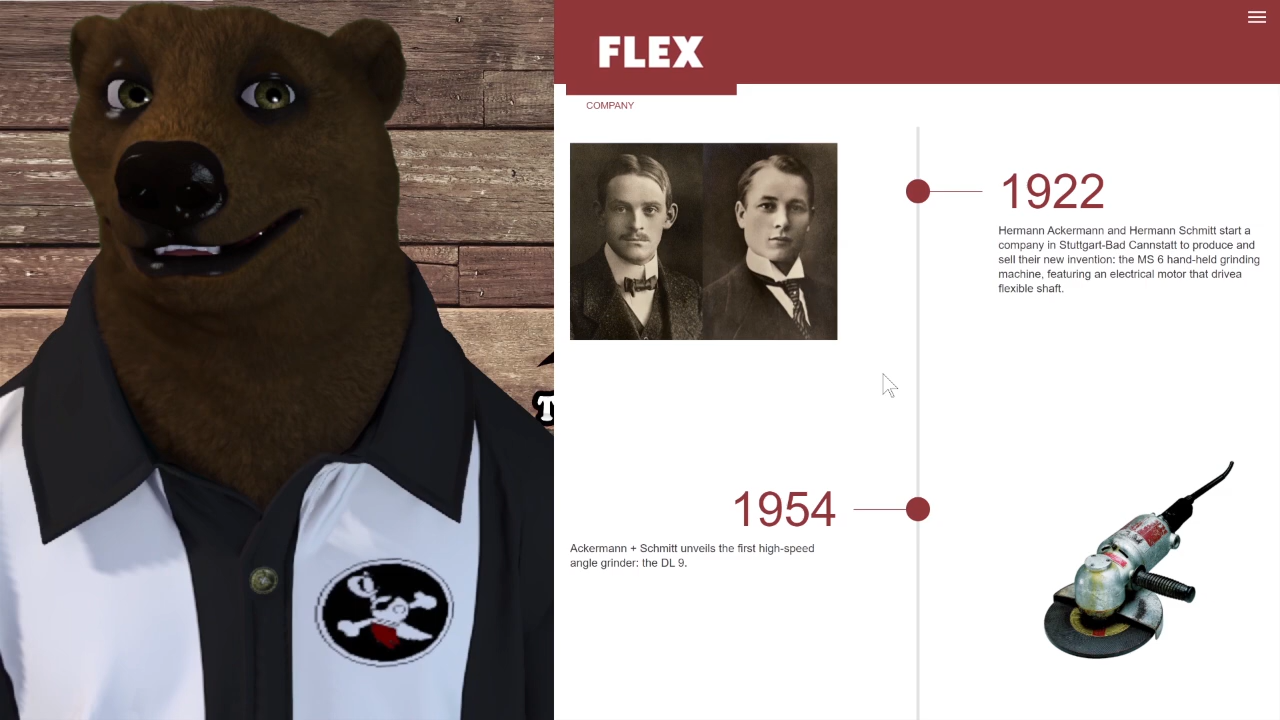 FLEX
COMPANY
1922
Hermann Ackermann and Hermann Schmitt start a
company in Stuttgart-Bad Cannstatt to produce and
sell their new invention: the MS 6 hand-held grinding
machine, featuring an electrical motor that drivea
flexible shaft.
1954
Ackermann + Schmitt unveils the first high-speed
angle grinder: the DL 9.